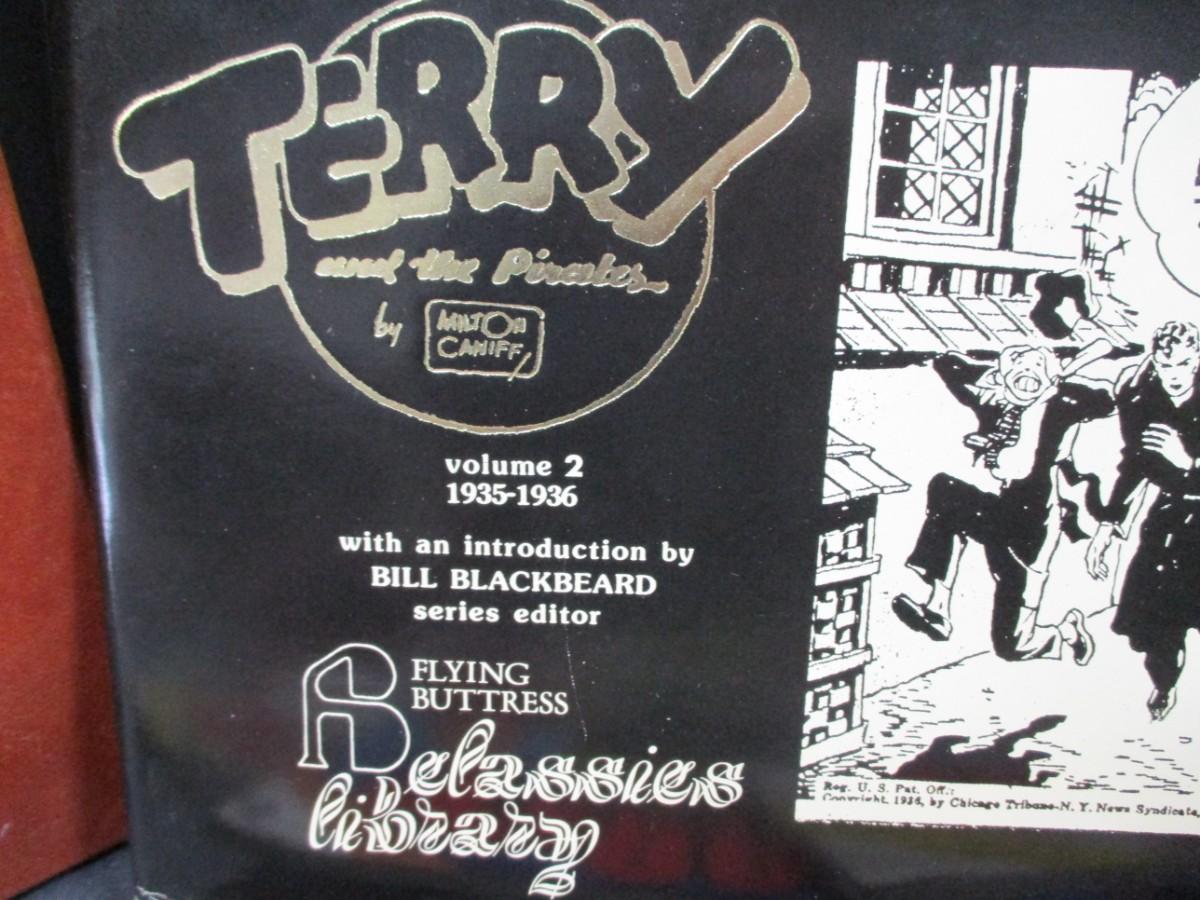 TERRY
and the Pirates
by MILTON
CANIFF
volume 2
1935-1936
with an introduction by
BILL BLACKBEARD
series editor
FLYING
BUTTRESS
classics
library
Reg. U. S. Pat. Off.:
Copyright, 1936, by Chicago Tribune-N. Y. News Syndicate,